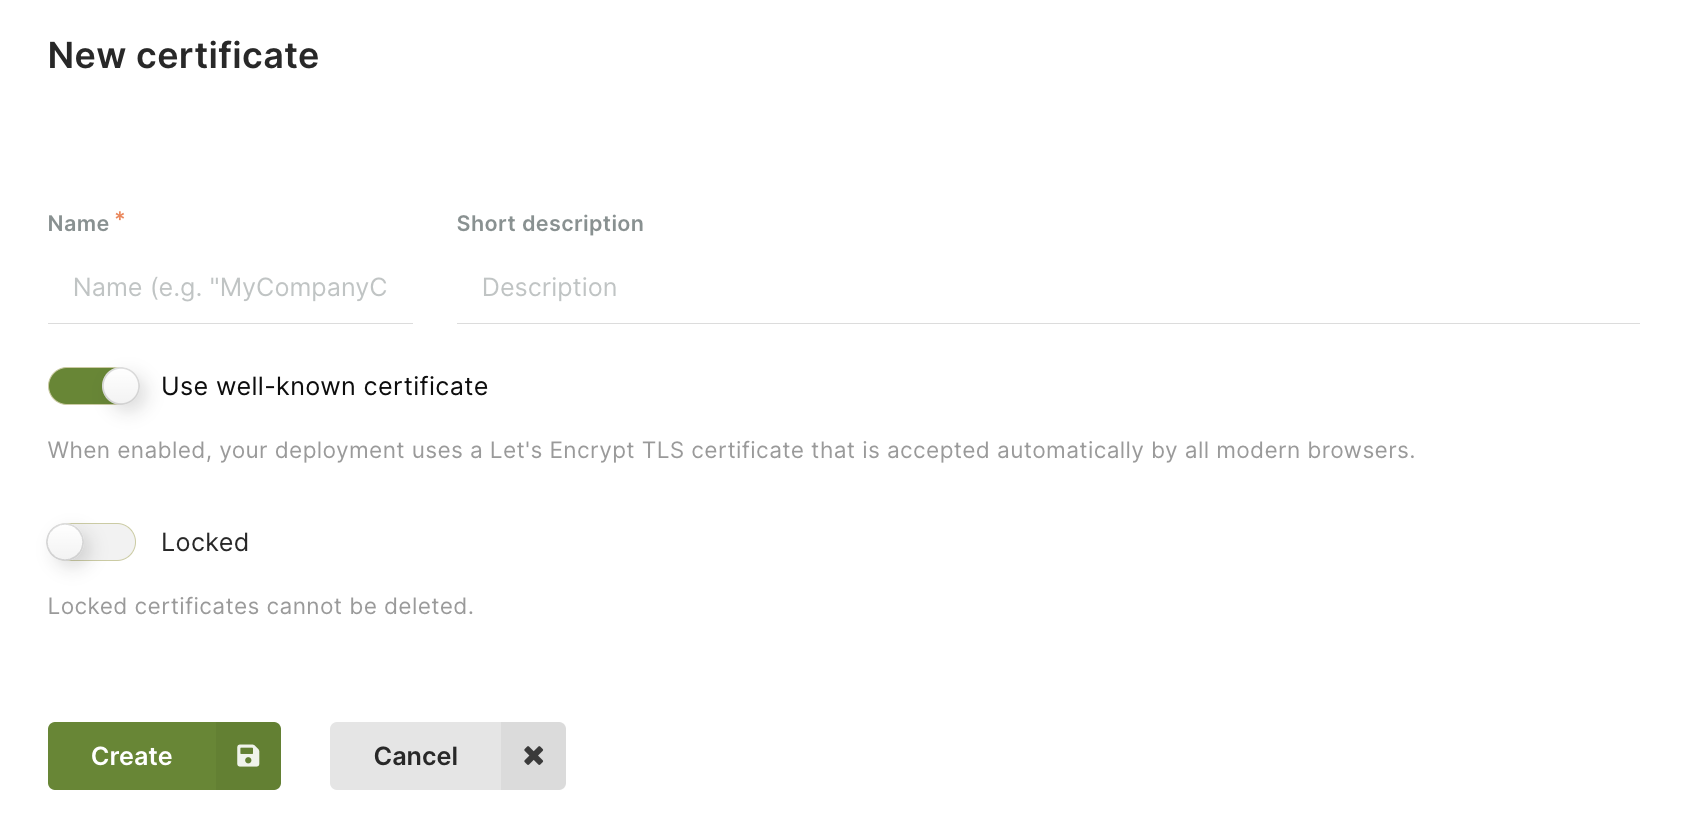 New certificate
Name *
Short description
Name (e.g. "MyCompanyC
Description
Use well-known certificate
When enabled, your deployment uses a Let's Encrypt TLS certificate that is accepted automatically by all modern browsers.
Locked
Locked certificates cannot be deleted.
Create
Cancel